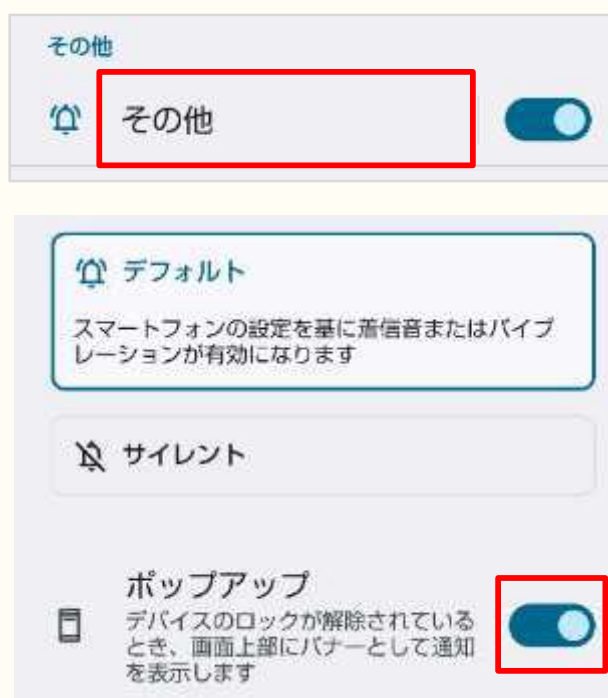 その他
その他
デフォルト
スマートフォンの設定を基に着信音またはバイブ
レーションが有効になります
サイレント
ポップアップ
デバイスのロックが解除されている
とき、画面上部にバナーとして通知
を表示します